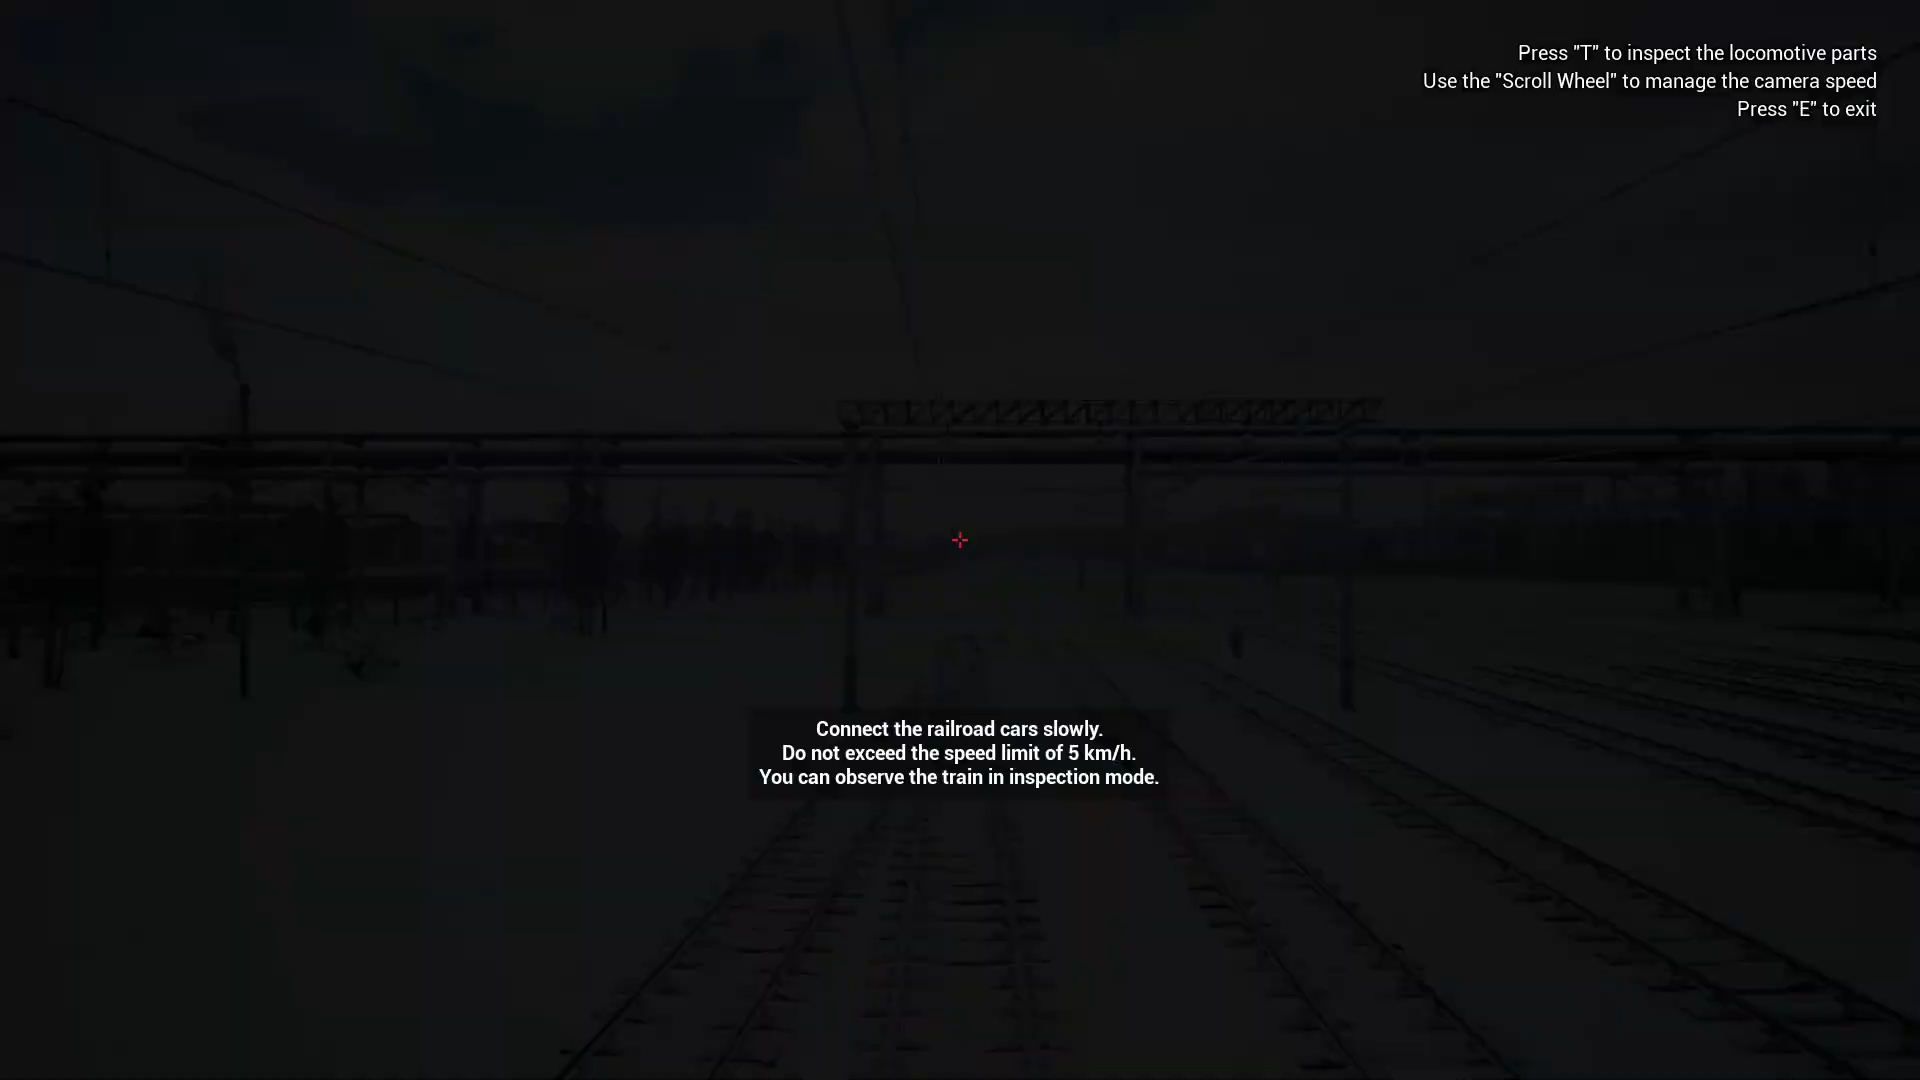 Press "T" to inspect the locomotive parts
Use the "Scroll Wheel" to manage the camera speed
Press "E" to exit
Connect the railroad cars slowly.
Do not exceed the speed limit of 5 km/h.
You can observe the train in inspection mode.